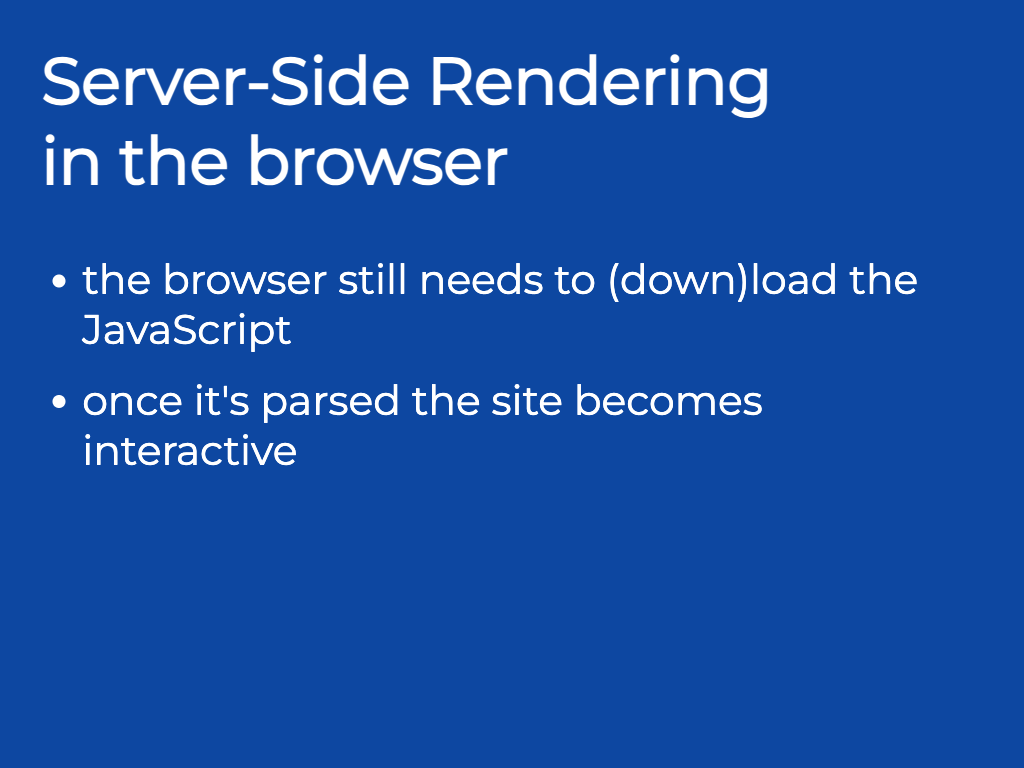 Server-Side Rendering
in the browser
• the browser still needs to (down)load the
JavaScript
• once it's parsed the site becomes
interactive